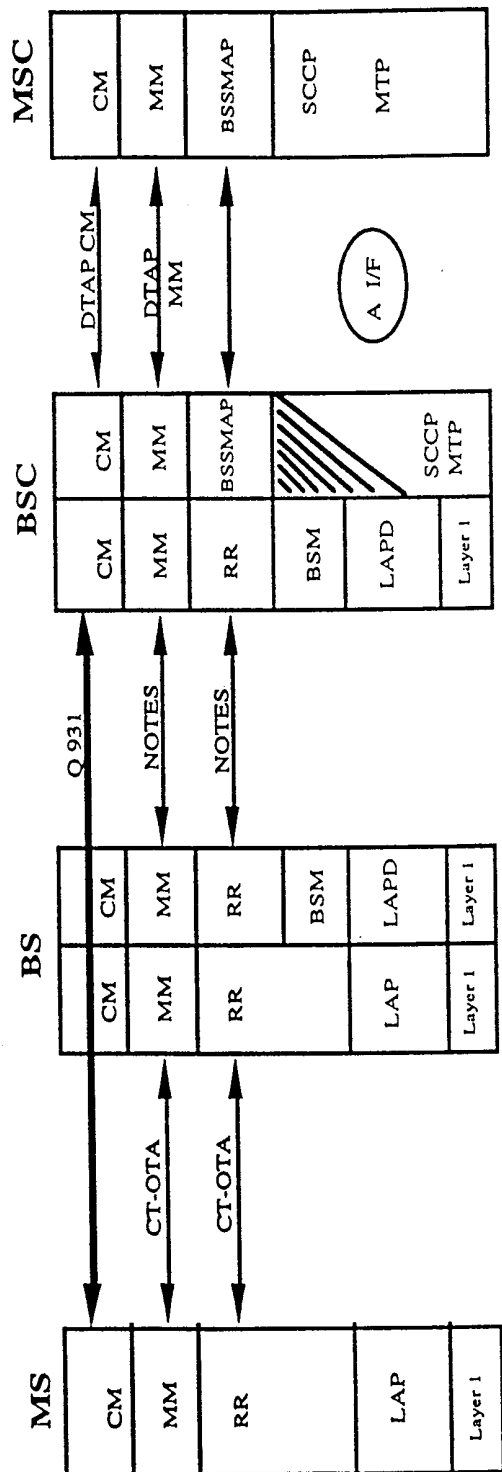 MS
BS
BSC
MSC
CM
MM
RR
LAP
Layer 1
Q 931
CT-OTA
CT-OTA
CM
MM
RR
LAP
Layer 1
CM
MM
RR
BSM
LAPD
Layer 1
NOTES
NOTES
CM
MM
RR
BSM
LAPD
Layer 1
CM
MM
BSSMAP
SCCP
MTP
DTAP CM
DTAP
MM
A I/F
CM
MM
BSSMAP
SCCP
MTP